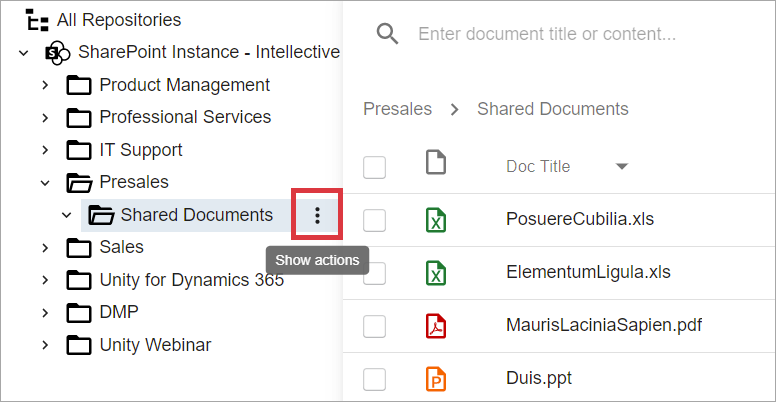 All Repositories
SharePoint Instance - Intellective
Product Management
Professional Services
IT Support
Presales
Shared Documents
Show actions
Sales
Unity for Dynamics 365
DMP
Unity Webinar
Enter document title or content...
Presales > Shared Documents
Doc Title
PosuereCubilia.xls
ElementumLigula.xls
MaurisLaciniaSapien.pdf
Duis.ppt